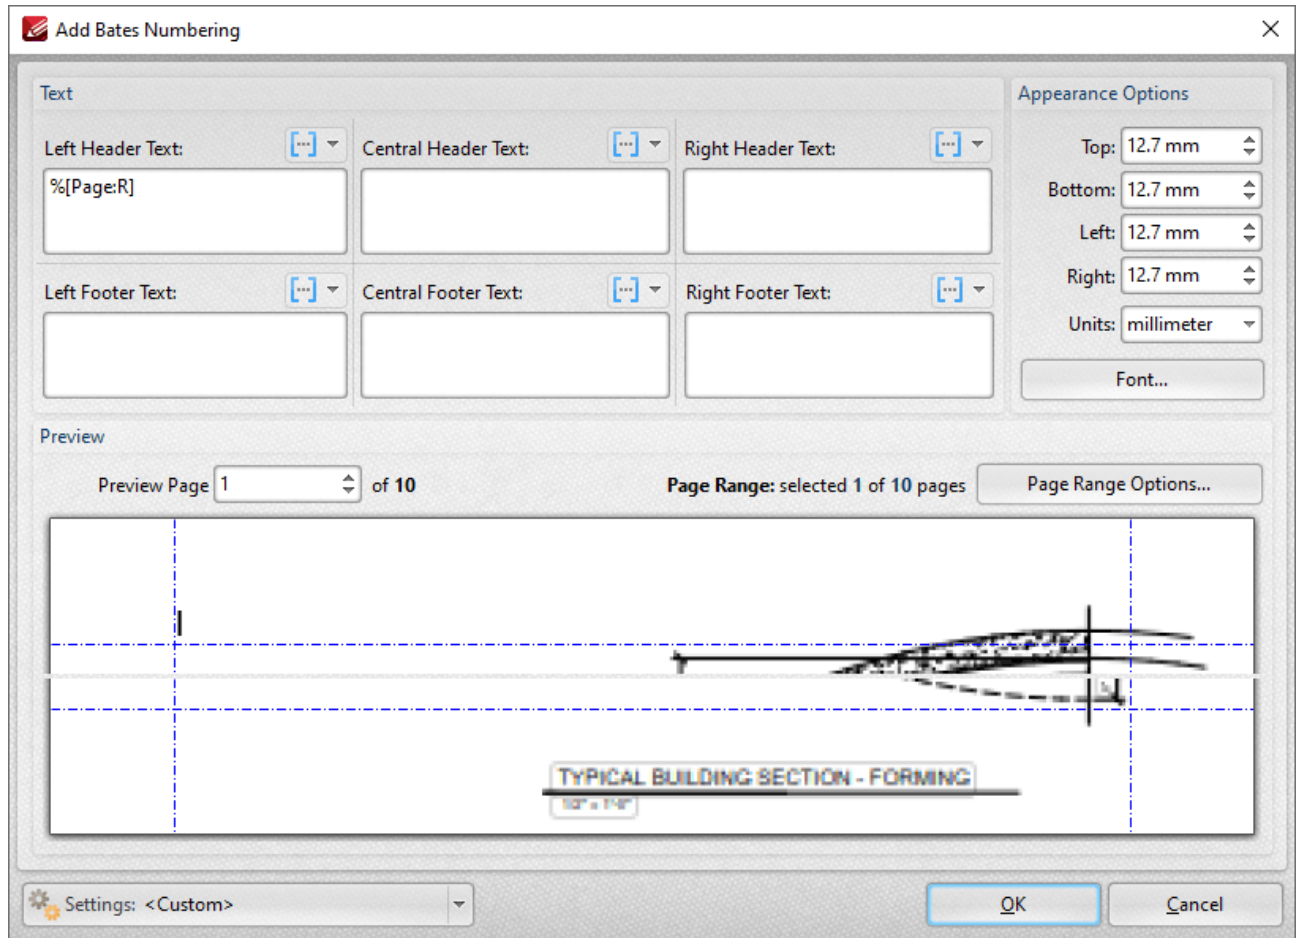 Add Bates Numbering
Text
Appearance Options
Left Header Text:
Central Header Text:
Right Header Text:
%[Page:R]
Left Footer Text:
Central Footer Text:
Right Footer Text:
Top: 12.7 mm
Bottom: 12.7 mm
Left: 12.7 mm
Right: 12.7 mm
Units: millimeter
Font...
Preview
Preview Page 1 of 10
Page Range: selected 1 of 10 pages
Page Range Options...
I
TYPICAL BUILDING SECTION - FORMING
Settings: <Custom>
OK
Cancel